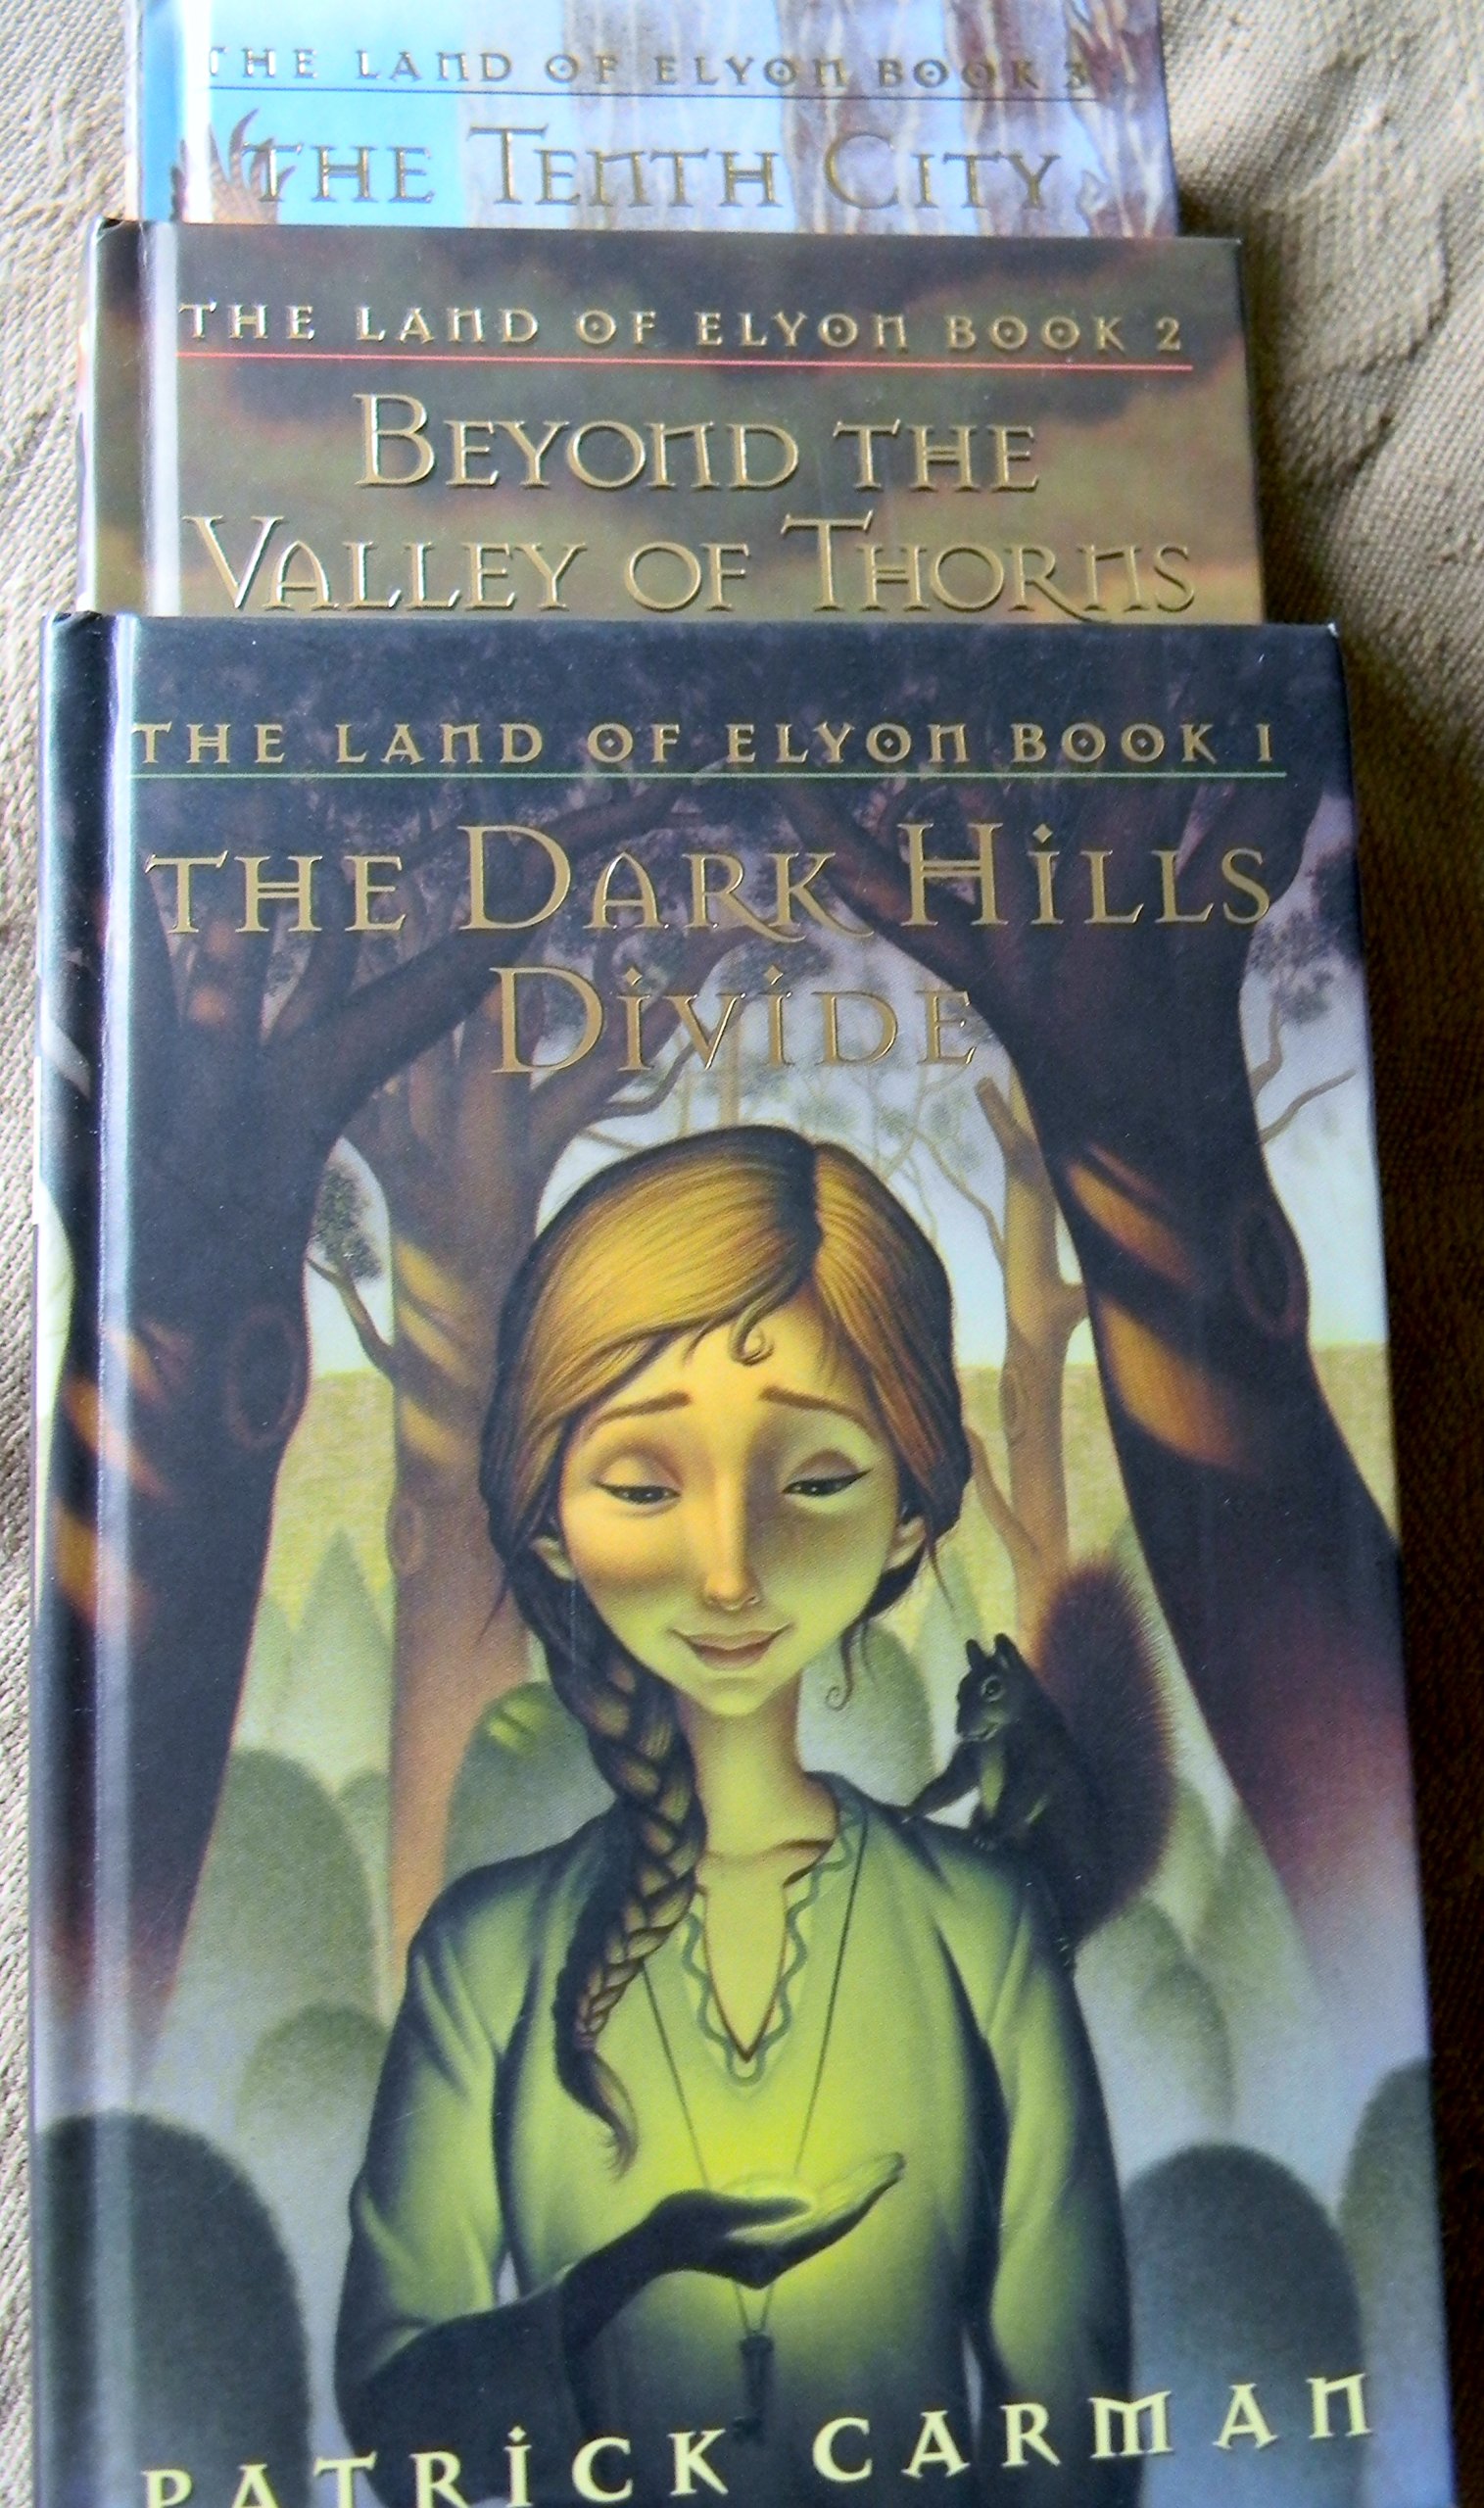 THE LAND OF ELYON BOOK 3
THE TENTH CITY
THE LAND OF ELYON BOOK 2
BEYOND THE
VALLEY OF THORNS
THE LAND OF ELYON BOOK 1
THE DARK HILLS
DIVIDE
PATRICK CARMAN